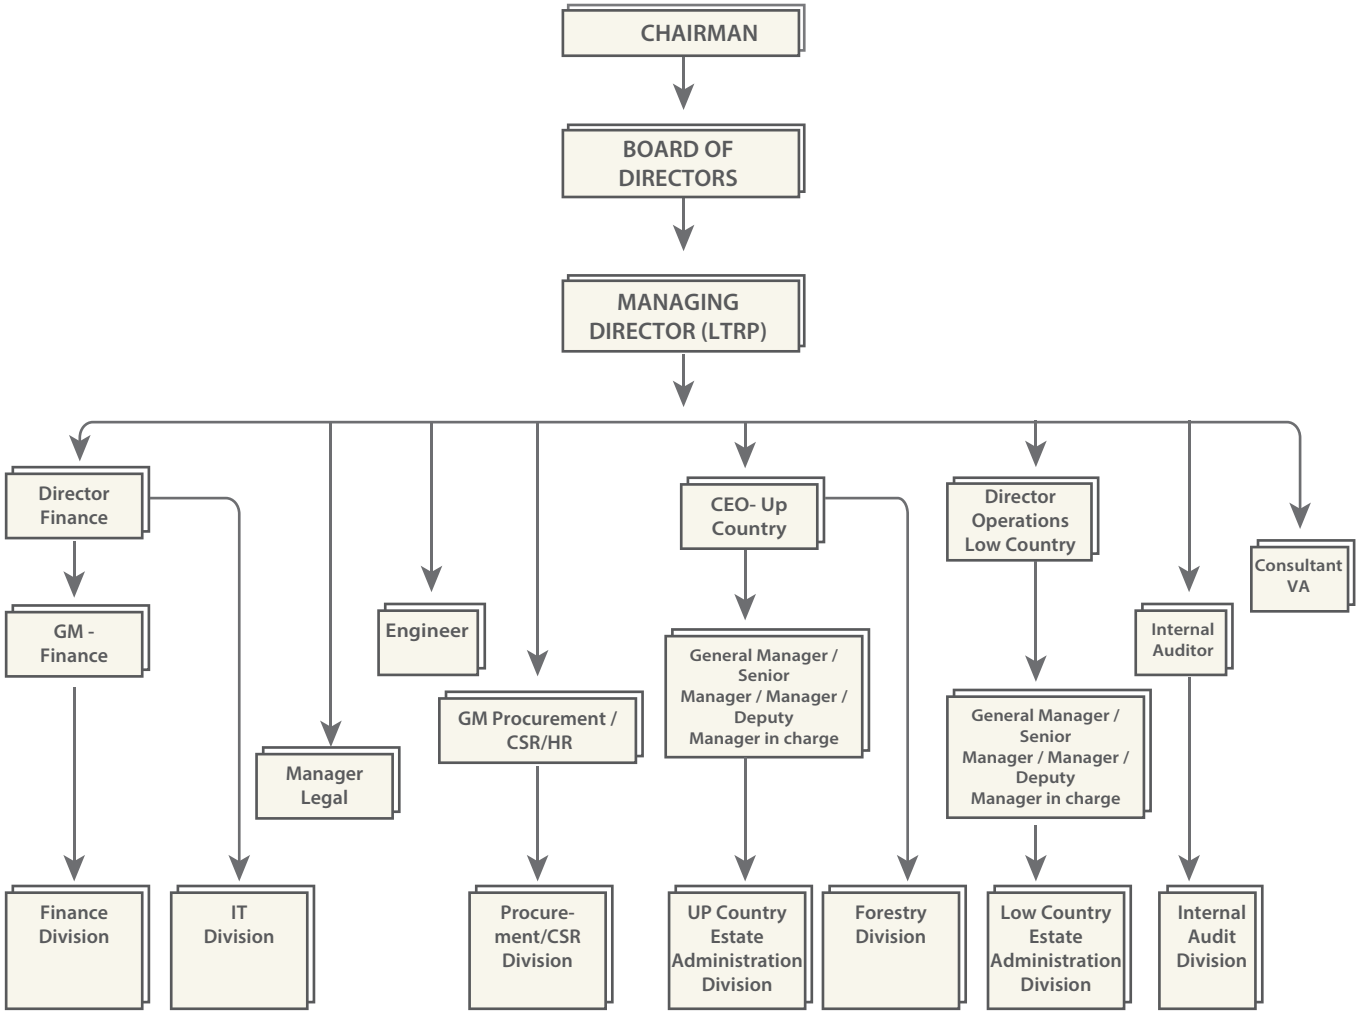 CHAIRMAN
BOARD OF
DIRECTORS
MANAGING
DIRECTOR (LTRP)
Director
Finance
CEO- Up
Country
Director
Operations
Low Country
Consultant
VA
GM -
Finance
Engineer
Internal
Auditor
General Manager /
Senior
Manager / Manager /
Deputy
Manager in charge
GM Procurement /
CSR/HR
General Manager /
Senior
Manager / Manager /
Deputy
Manager in charge
Manager
Legal
Finance
Division
IT
Division
Procure-
ment/CSR
Division
UP Country
Estate
Administration
Division
Forestry
Division
Low Country
Estate
Administration
Division
Internal
Audit
Division